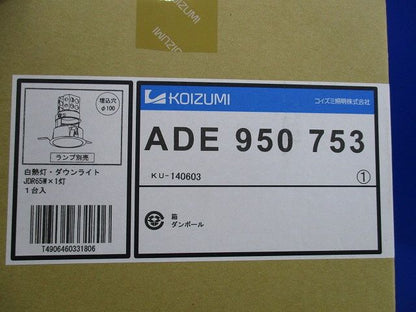 KOIZUMI
埋込穴
φ100
ランプ別売
白熱灯・ダウンライト
JDR65W×1灯
1台入
T4906460331806
KOIZUMI
コイズミ照明株式会社
ADE 950 753
KU-140603
①
箱
ダンボール